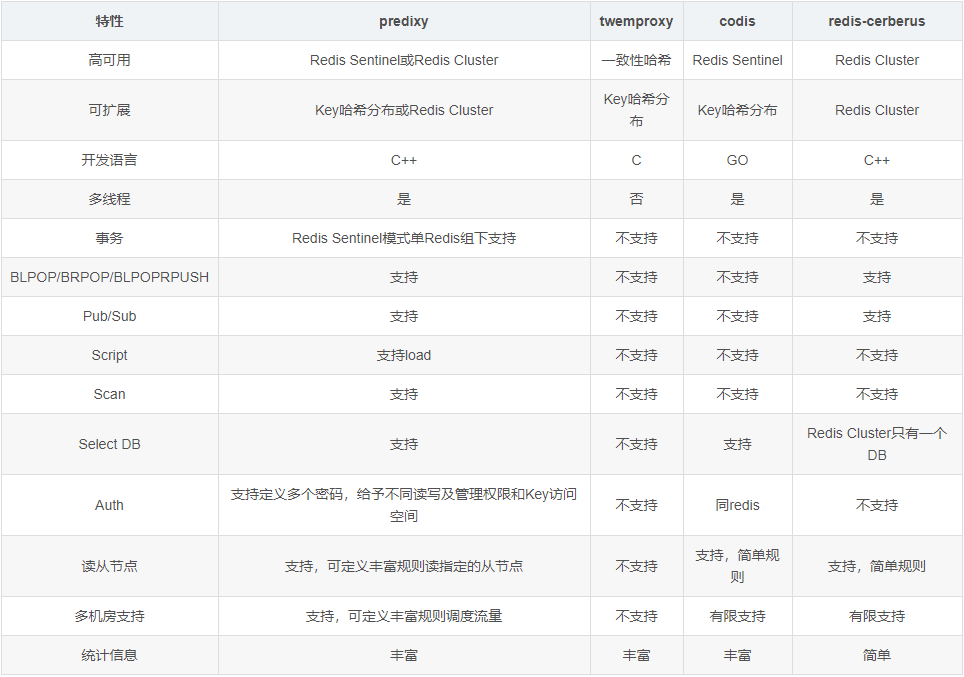 特性 predixy twemproxy codis redis-cerberus
高可用 Redis Sentinel或Redis Cluster 一致性哈希 Redis Sentinel Redis Cluster
可扩展 Key哈希分布或Redis Cluster Key哈希分布 Key哈希分布 Redis Cluster
开发语言 C++ C GO C++
多线程 是 否 是 是
事务 Redis Sentinel模式单Redis组下支持 不支持 不支持 不支持
BLPOP/BRPOP/BLPOPRPUSH 支持 不支持 不支持 支持
Pub/Sub 支持 不支持 不支持 支持
Script 支持load 不支持 不支持 不支持
Scan 支持 不支持 不支持 不支持
Select DB 支持 不支持 支持 Redis Cluster只有一个DB
Auth 支持定义多个密码，给予不同读写及管理权限和Key访问空间 不支持 同redis 不支持
读从节点 支持，可定义丰富规则读指定的从节点 不支持 支持，简单规则 支持，简单规则
多机房支持 支持，可定义丰富规则调度流量 不支持 有限支持 有限支持
统计信息 丰富 丰富 丰富 简单